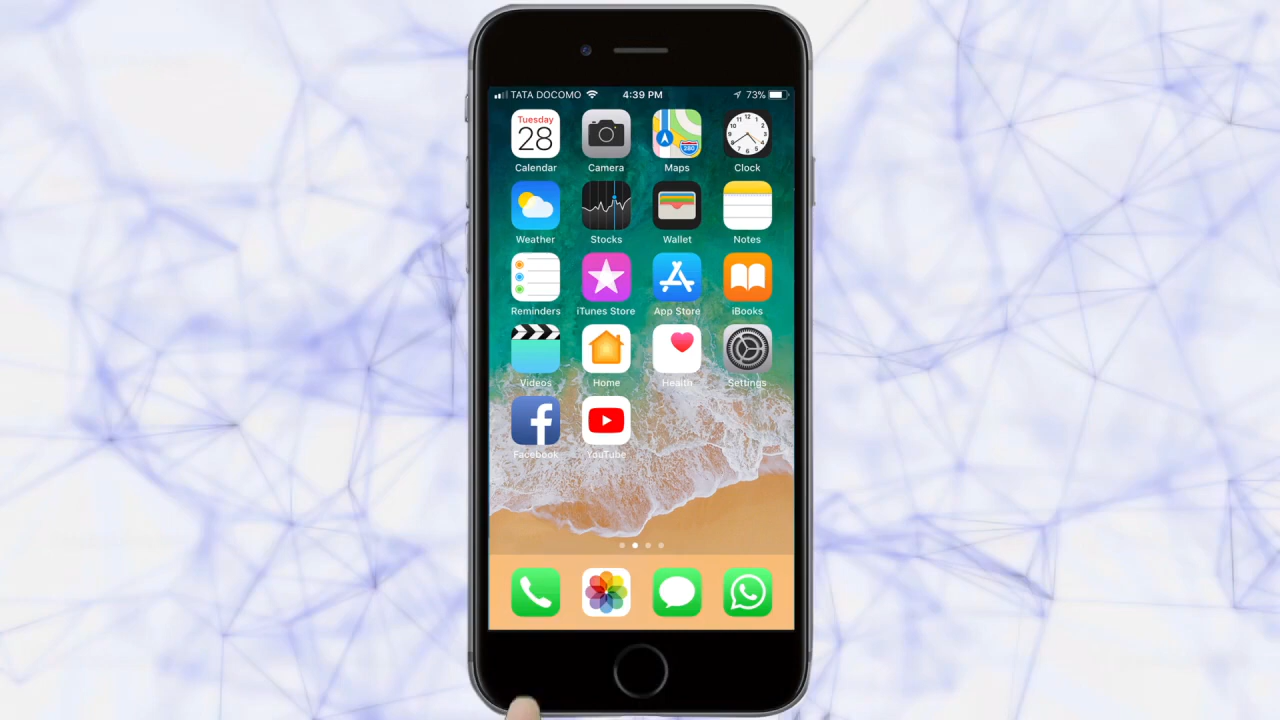 TATA DOCOMO 4:39 PM 73%
Tuesday
28
Calendar Camera Maps Clock
280
Weather Stocks Wallet Notes
Reminders iTunes Store App Store iBooks
Videos Home Health Settings
Facebook YouTube